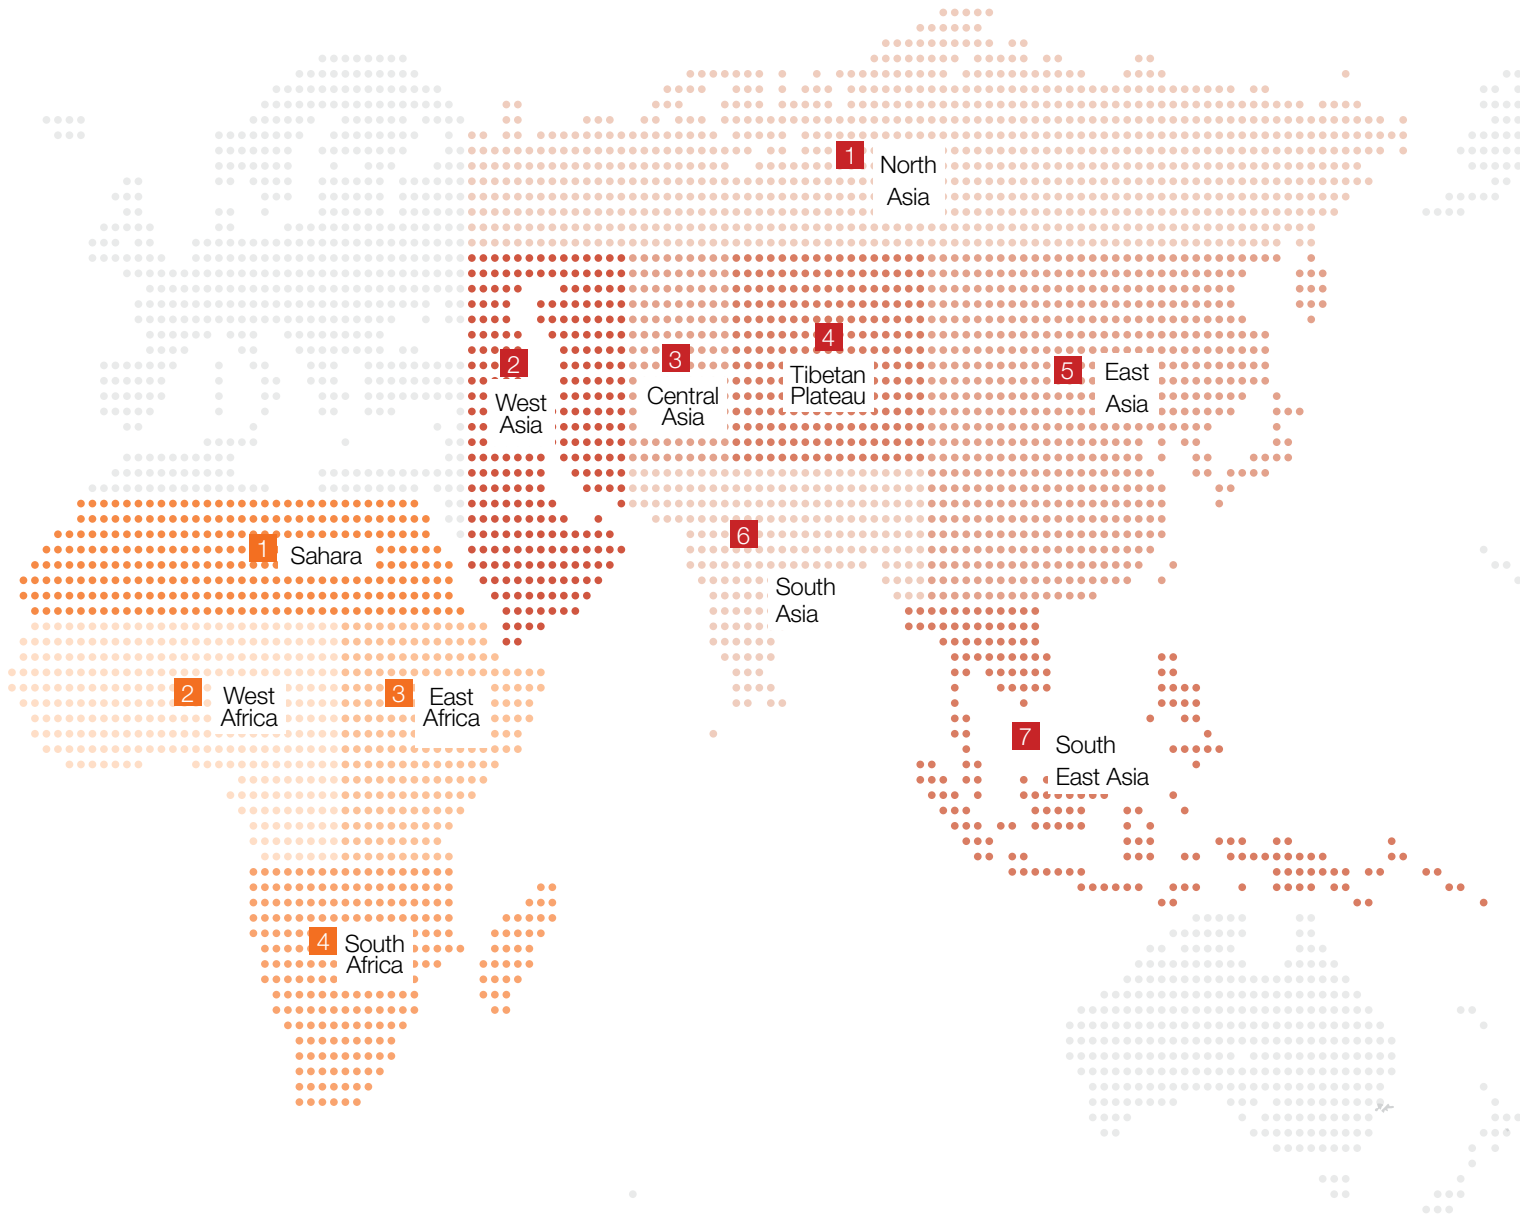 1
North
Asia
2
West
Asia
3
Central
Asia
4
Tibetan
Plateau
5
East
Asia
6
South
Asia
7
South
East Asia
1
Sahara
2
West
Africa
3
East
Africa
4
South
Africa